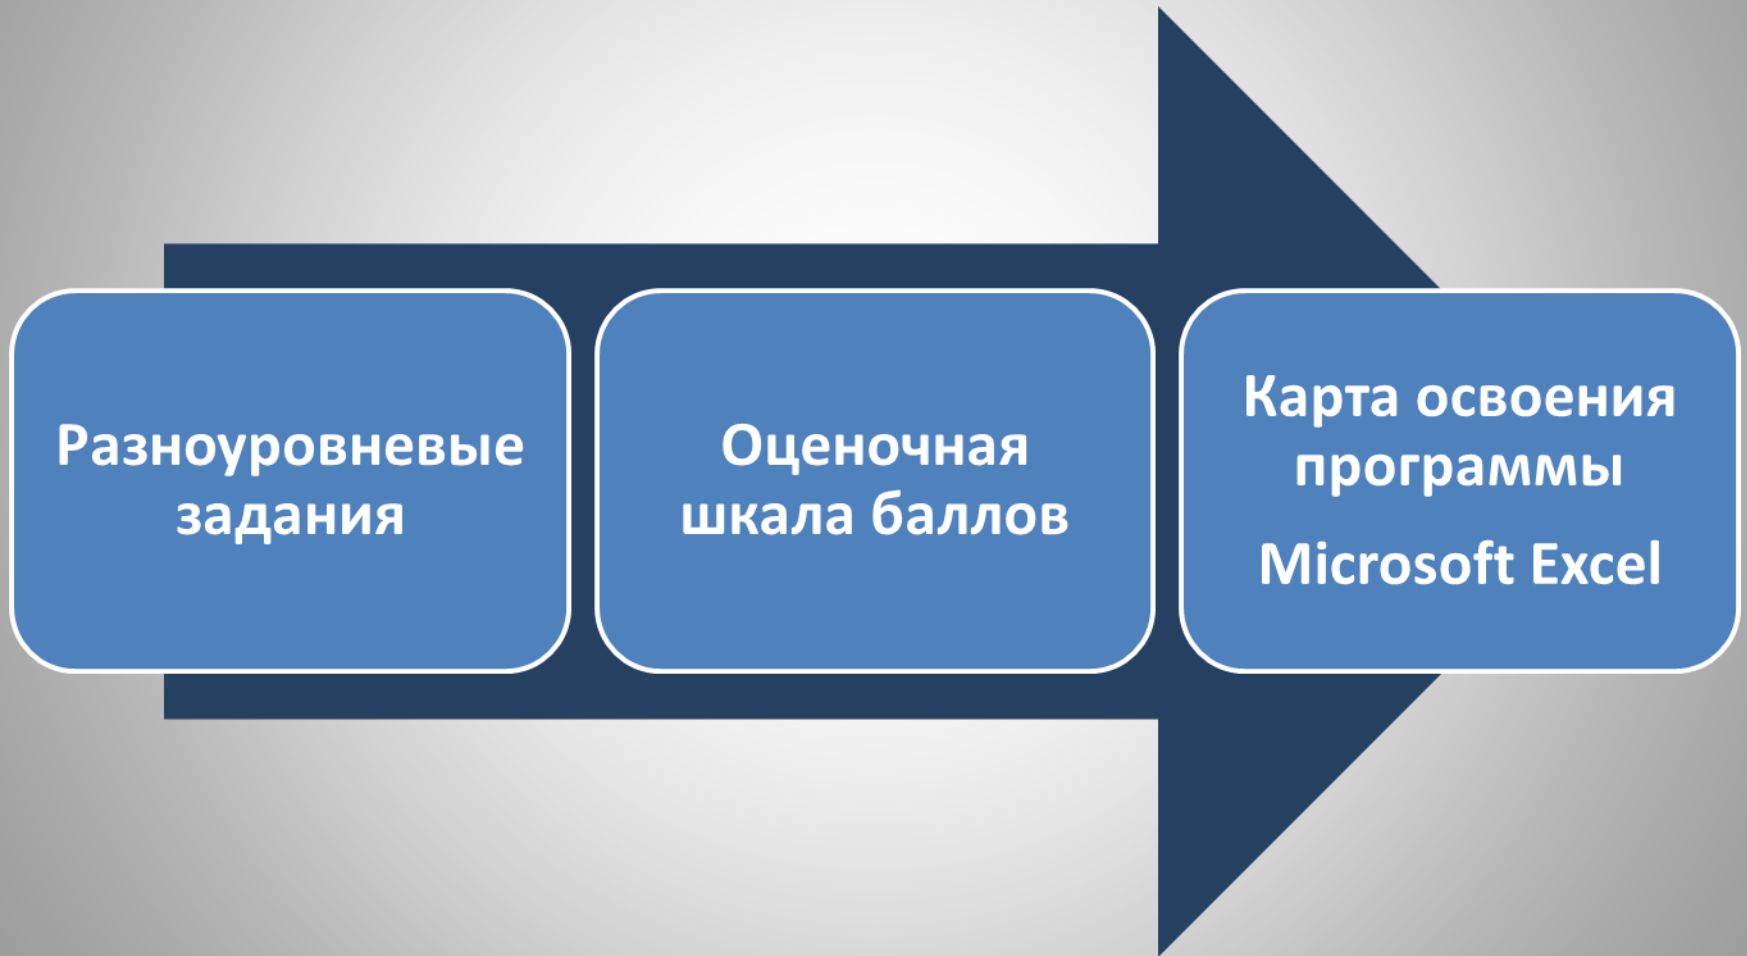 Разноуровневые
задания
Оценочная
шкала баллов
Карта освоения
программы
Microsoft Excel